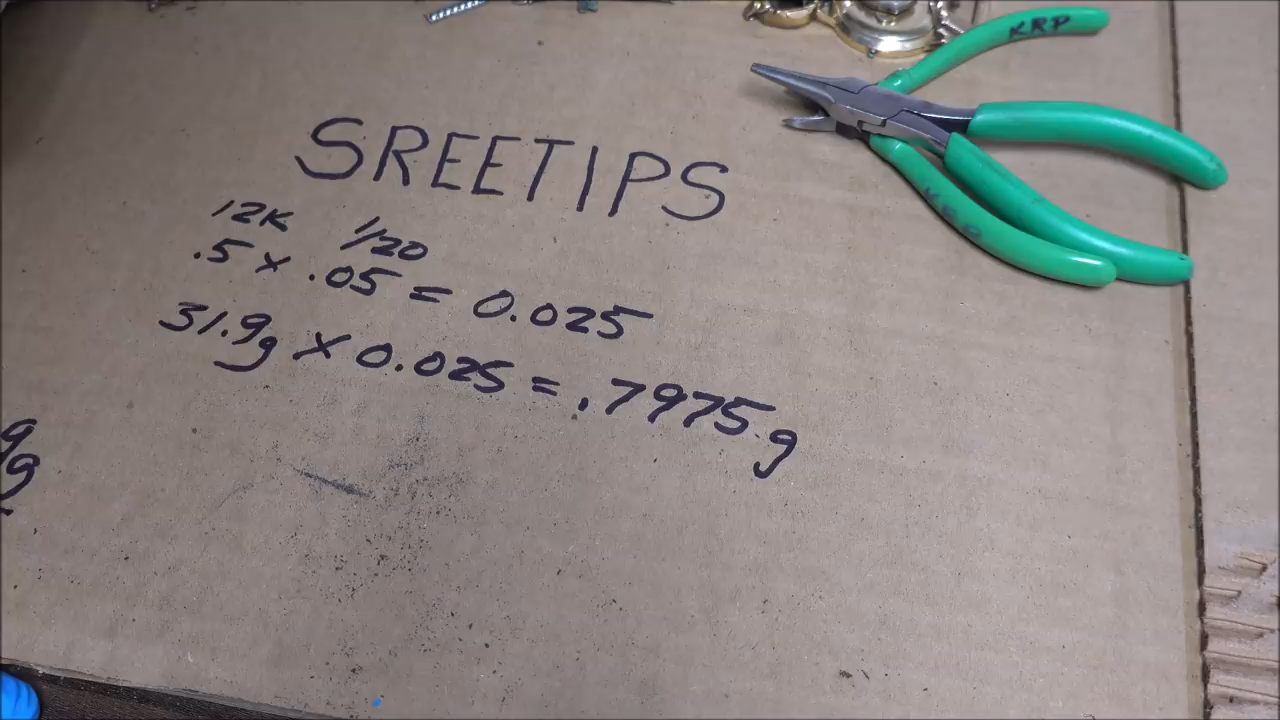 KRP
SREETIPS
12K 1/20
.5 x .05 = 0.025
31.9g x 0.025 = .7975g
g
g